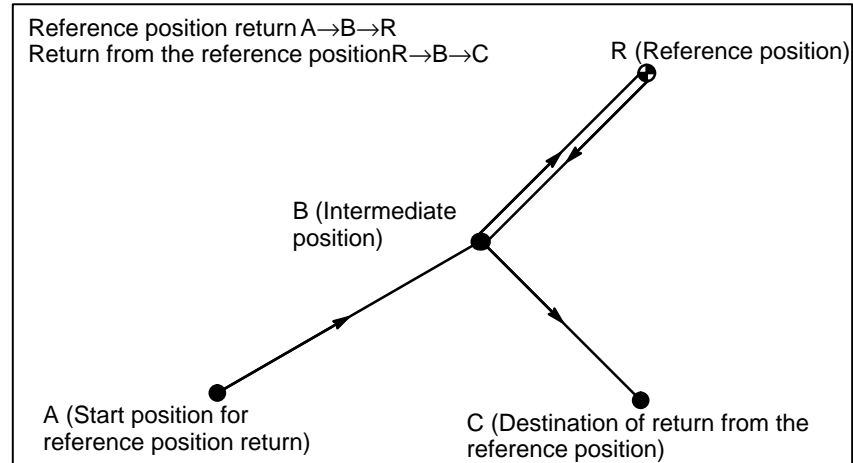 Reference position return A→B→R
Return from the reference positionR→B→C
R (Reference position)
B (Intermediate
position)
A (Start position for
reference position return)
C (Destination of return from the
reference position)